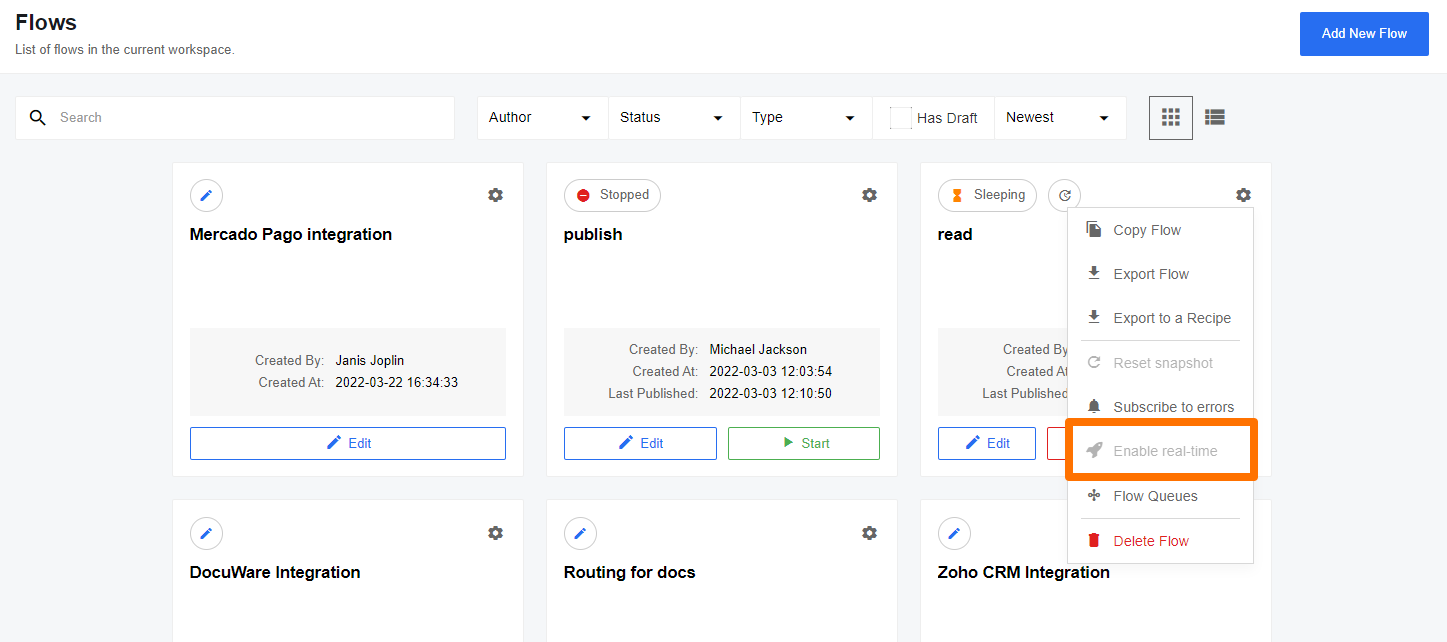 Flows
List of flows in the current workspace.
Add New Flow
Search
Author
Status
Type
Has Draft
Newest
Mercado Pago integration
Created By: Janis Joplin
Created At: 2022-03-22 16:34:33
Edit
Stopped
publish
Created By: Michael Jackson
Created At: 2022-03-03 12:03:54
Last Published: 2022-03-03 12:10:50
Edit
Start
Sleeping
read
Created By
Created At
Last Published
Edit
Copy Flow
Export Flow
Export to a Recipe
Reset snapshot
Subscribe to errors
Enable real-time
Flow Queues
Delete Flow
DocuWare Integration
Routing for docs
Zoho CRM Integration